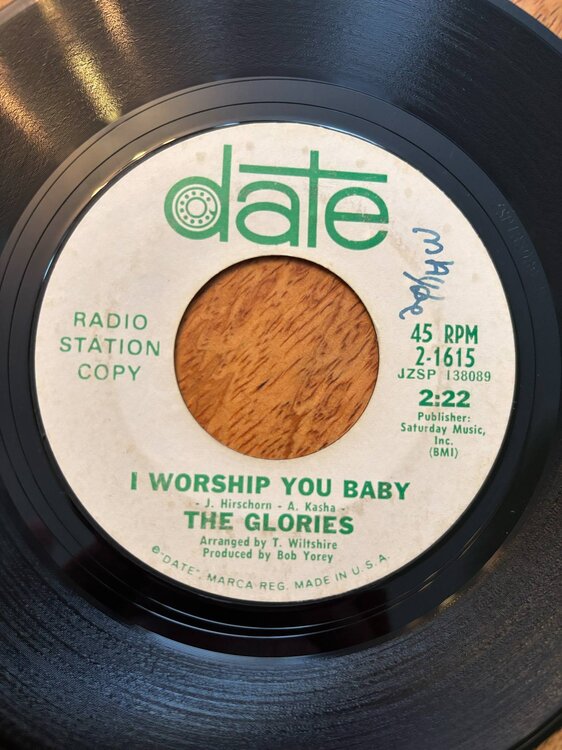 date
RADIO
STATION
COPY
45 RPM
2-1615
JZSP 138089
2:22
Publisher:
Saturday Music,
Inc.
(BMI)
I WORSHIP YOU BABY
- J. Hirschorn - A. Kasha -
THE GLORIES
Arranged by T. Wiltshire
Produced by Bob Yorey
℗"DATE", MARCA REG. MADE IN U.S.A.